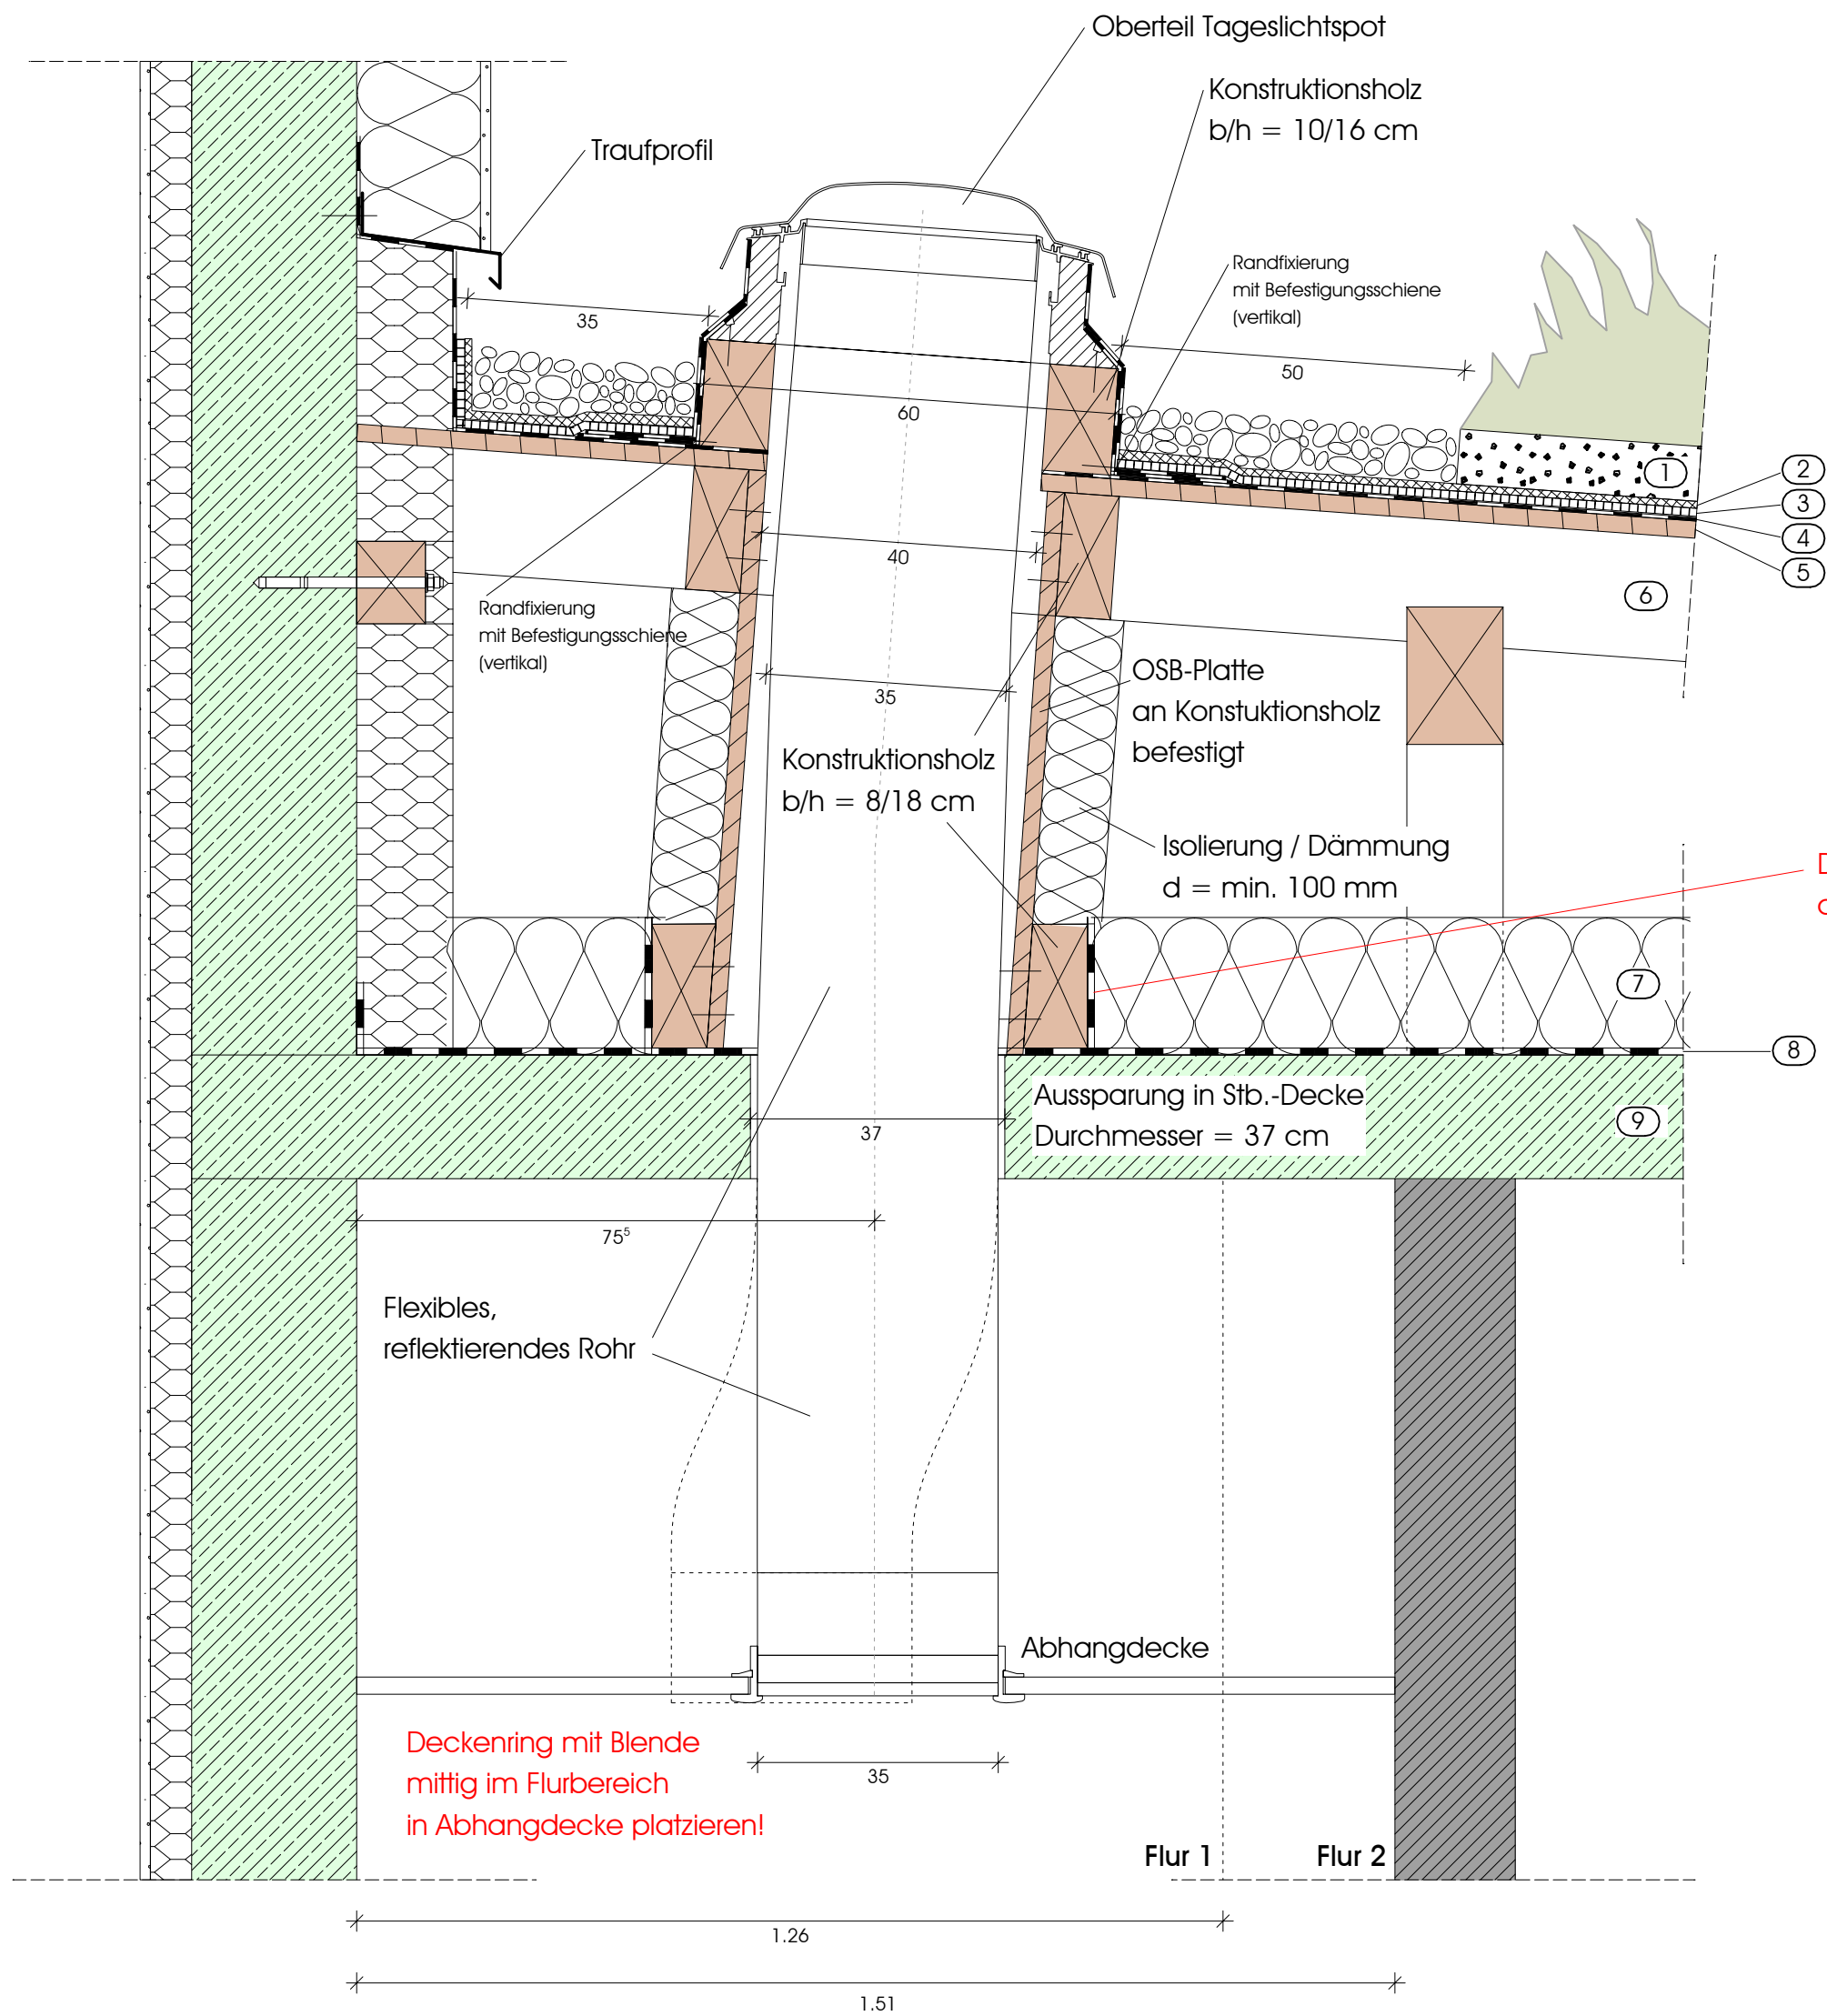 Oberteil Tageslichtspot
Konstruktionsholz
b/h = 10/16 cm
Traufprofil
Randfixierung
mit Befestigungsschiene
(vertikal)
35
50
60
1
2
3
4
5
40
6
Randfixierung
mit Befestigungsschiene
(vertikal)
35
OSB-Platte
an Konstuktionsholz
befestigt
Konstruktionsholz
b/h = 8/18 cm
Isolierung / Dämmung
d = min. 100 mm
7
8
Aussparung in Stb.-Decke
Durchmesser = 37 cm
9
37
75⁵
Flexibles,
reflektierendes Rohr
Abhangdecke
Deckenring mit Blende
mittig im Flurbereich
in Abhangdecke platzieren!
35
Flur 1
Flur 2
1.26
1.51